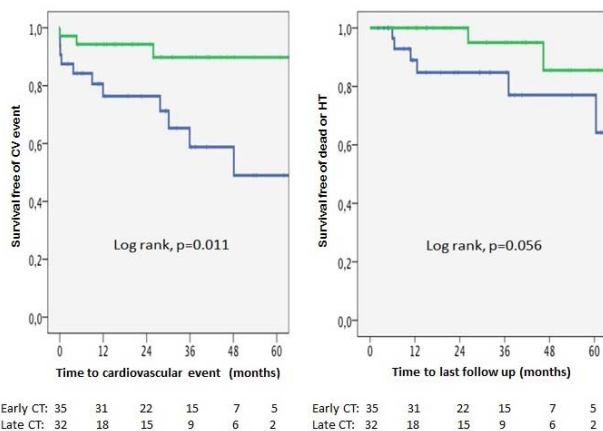 Survival free of CV event
1,0
0,8
0,6
0,4
0,2
0,0
Log rank, p=0.011
0 12 24 36 48 60
Time to cardiovascular event (months)
Early CT: 35 31 22 15 7 5
Late CT: 32 18 15 9 6 2
Survival free of dead or HT
1,0
0,8
0,6
0,4
0,2
0,0
Log rank, p=0.056
0 12 24 36 48 60
Time to last follow up (months)
Early CT: 35 31 22 15 7 5
Late CT: 32 18 15 9 6 2